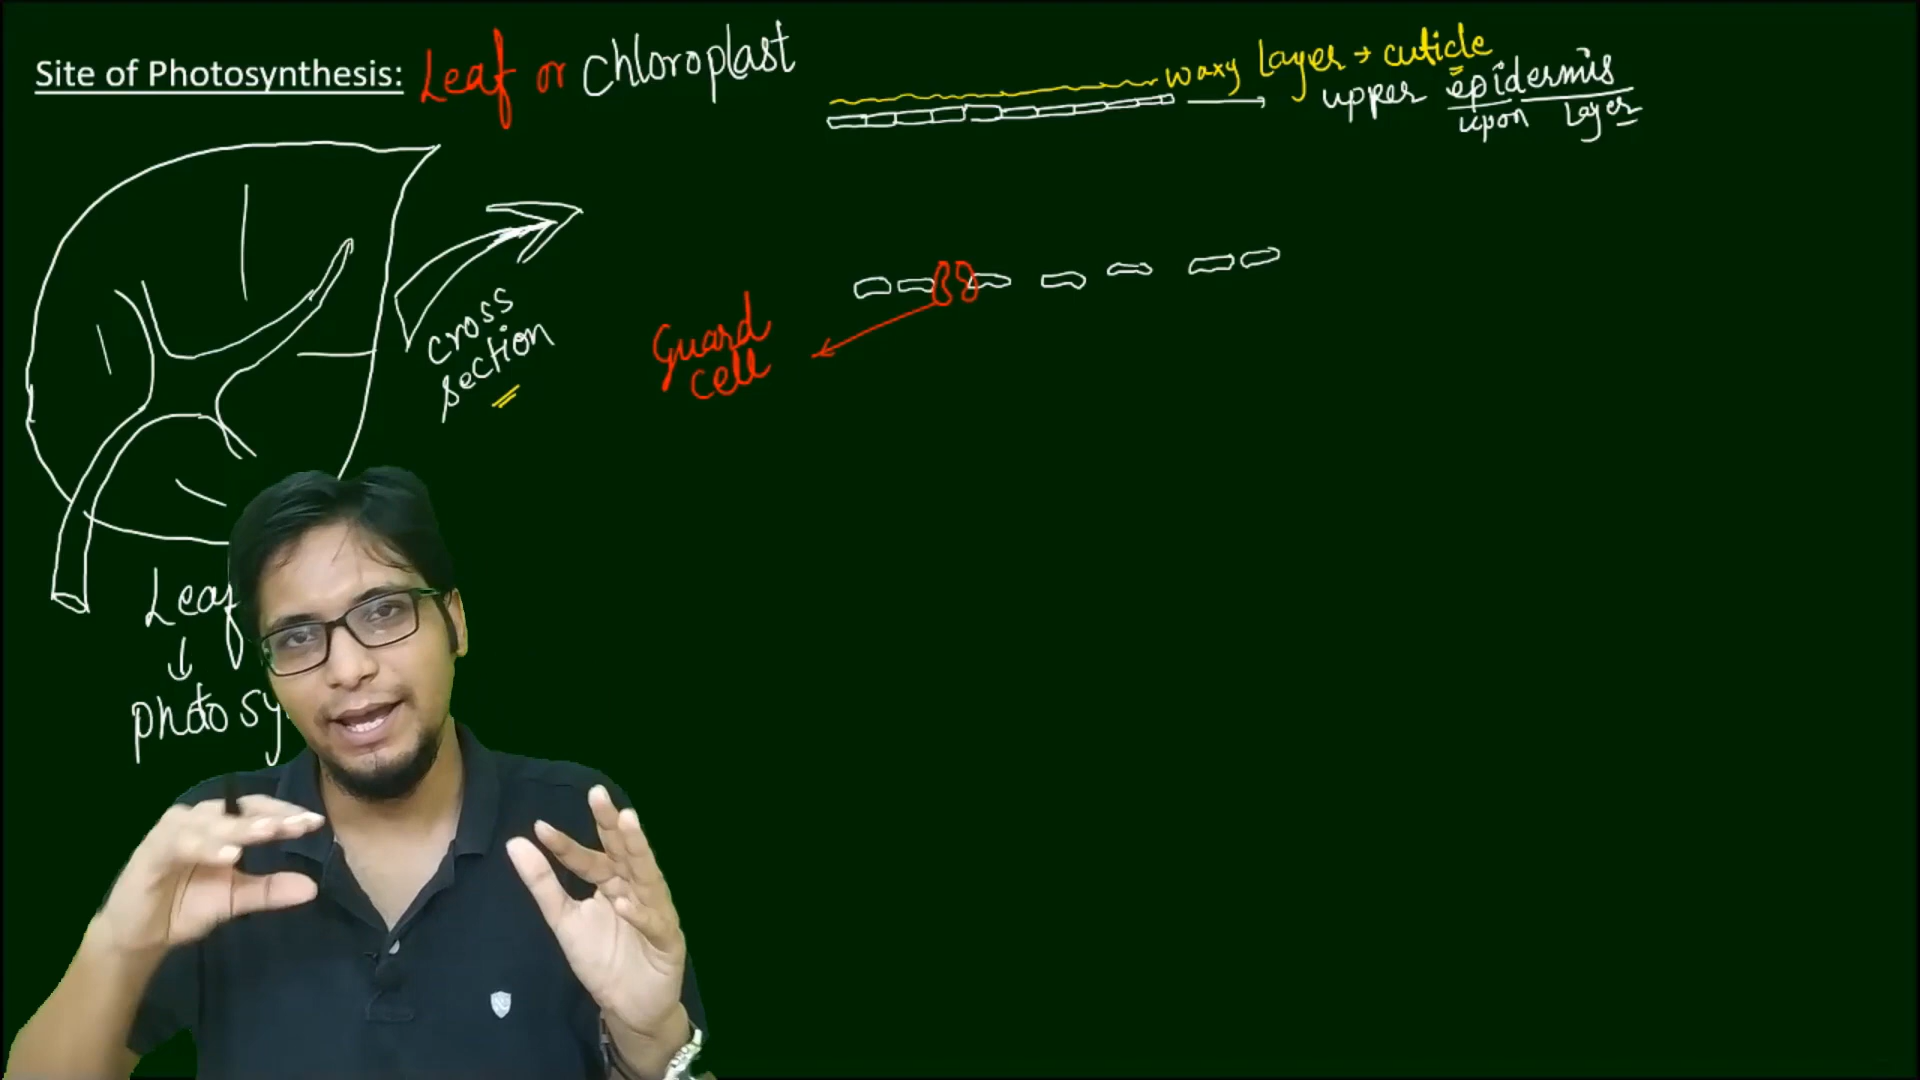 Site of Photosynthesis: Leaf or Chloroplast
waxy Layer → cuticle
upper epidermis
upon Layer
cross
section
Guard
cell
Leaf
photosy